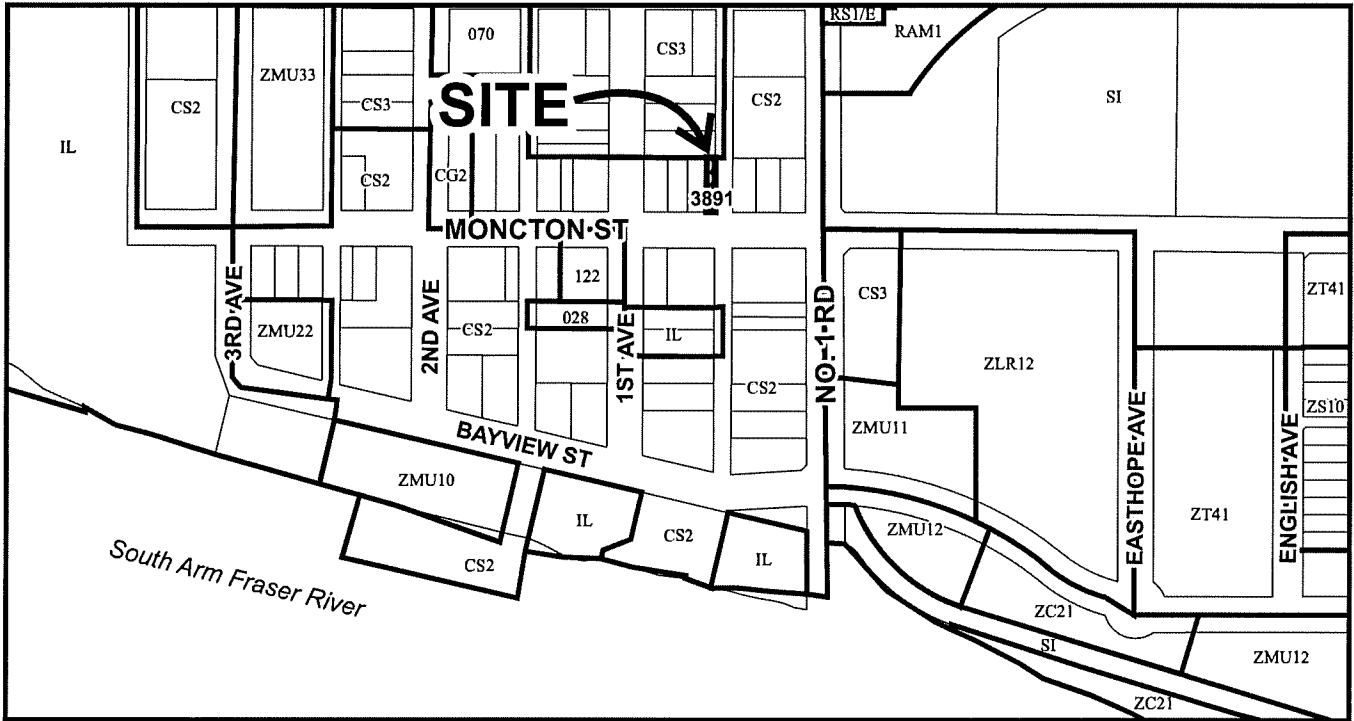 RS1/E
RAM1
070
CS3
ZMU33
CS2
CS3
SITE
CS2
SI
IL
CS2
CG2
3891
MONCTON ST
122
CS3
ZT41
028
3RD AVE
ZMU22
2ND AVE
CS2
1ST AVE
IL
NO. 1 RD
ZLR12
CS2
ZS10
ZMU11
BAYVIEW ST
EASTHOPE AVE
ENGLISH AVE
ZMU10
IL
CS2
ZMU12
ZT41
South Arm Fraser River
CS2
IL
ZC21
SI
ZMU12
ZC21